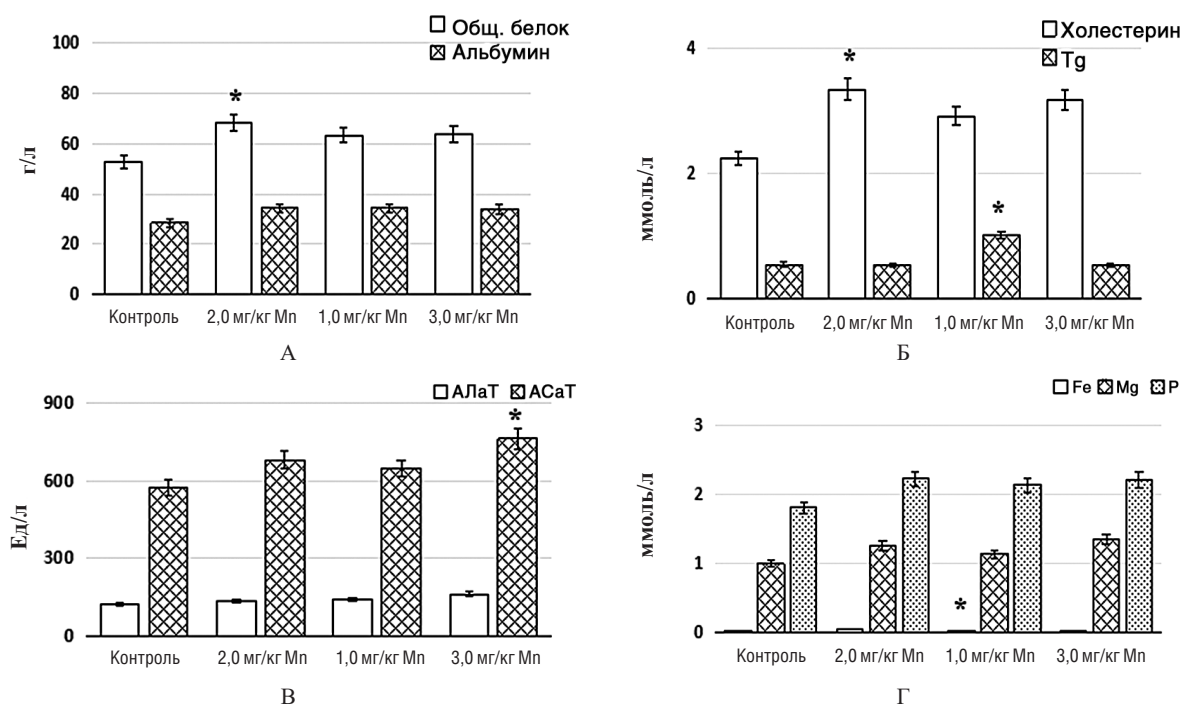 □ Общ. белок
Альбумин
100
80
60
40
20
0
г/л
*
Контроль 2,0 мг/кг Mn 1,0 мг/кг Mn 3,0 мг/кг Mn
А
Холестерин
Tg
4
2
0
ммоль/л
*
*
Контроль 2,0 мг/кг Mn 1,0 мг/кг Mn 3,0 мг/кг Mn
Б
АЛаТ АСаТ
900
600
300
0
Ед/л
*
Контроль 2,0 мг/кг Mn 1,0 мг/кг Mn 3,0 мг/кг Mn
В
Fe Mg P
3
2
1
0
ммоль/л
*
Контроль 2,0 мг/кг Mn 1,0 мг/кг Mn 3,0 мг/кг Mn
Г